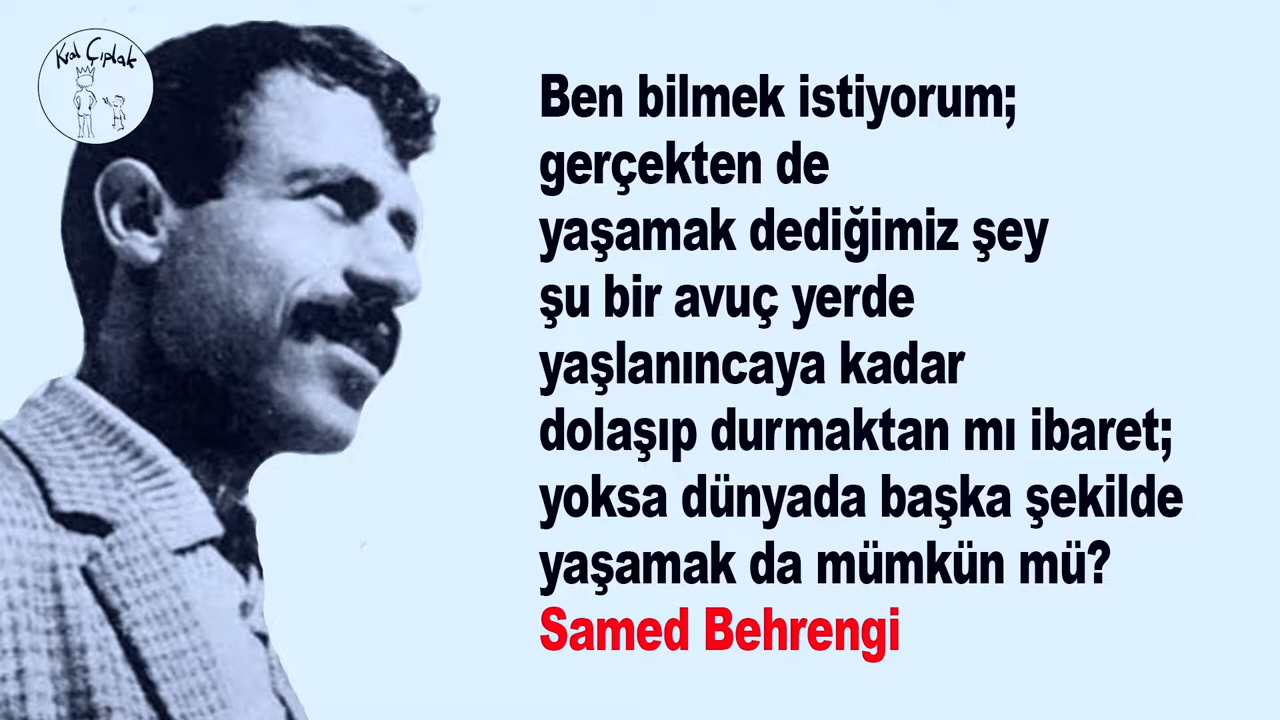 Kral Çıplak
Ben bilmek istiyorum;
gerçekten de
yaşamak dediğimiz şey
şu bir avuç yerde
yaşlanıncaya kadar
dolaşıp durmaktan mı ibaret;
yoksa dünyada başka şekilde
yaşamak da mümkün mü?
Samed Behrengi